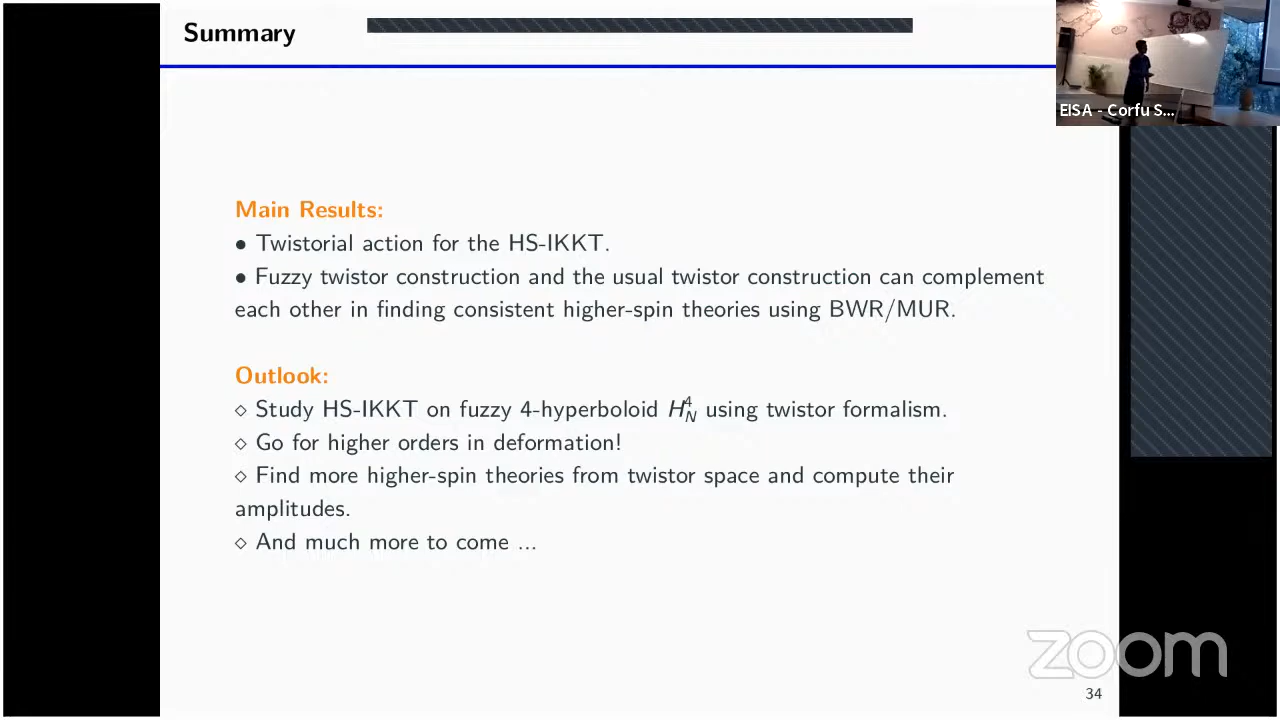 Summary
EISA - Corfu S...
Main Results:
• Twistorial action for the HS-IKKT.
• Fuzzy twistor construction and the usual twistor construction can complement
each other in finding consistent higher-spin theories using BWR/MUR.
Outlook:
⋄ Study HS-IKKT on fuzzy 4-hyperboloid H⁴_N using twistor formalism.
⋄ Go for higher orders in deformation!
⋄ Find more higher-spin theories from twistor space and compute their
amplitudes.
⋄ And much more to come ...
zoom
34